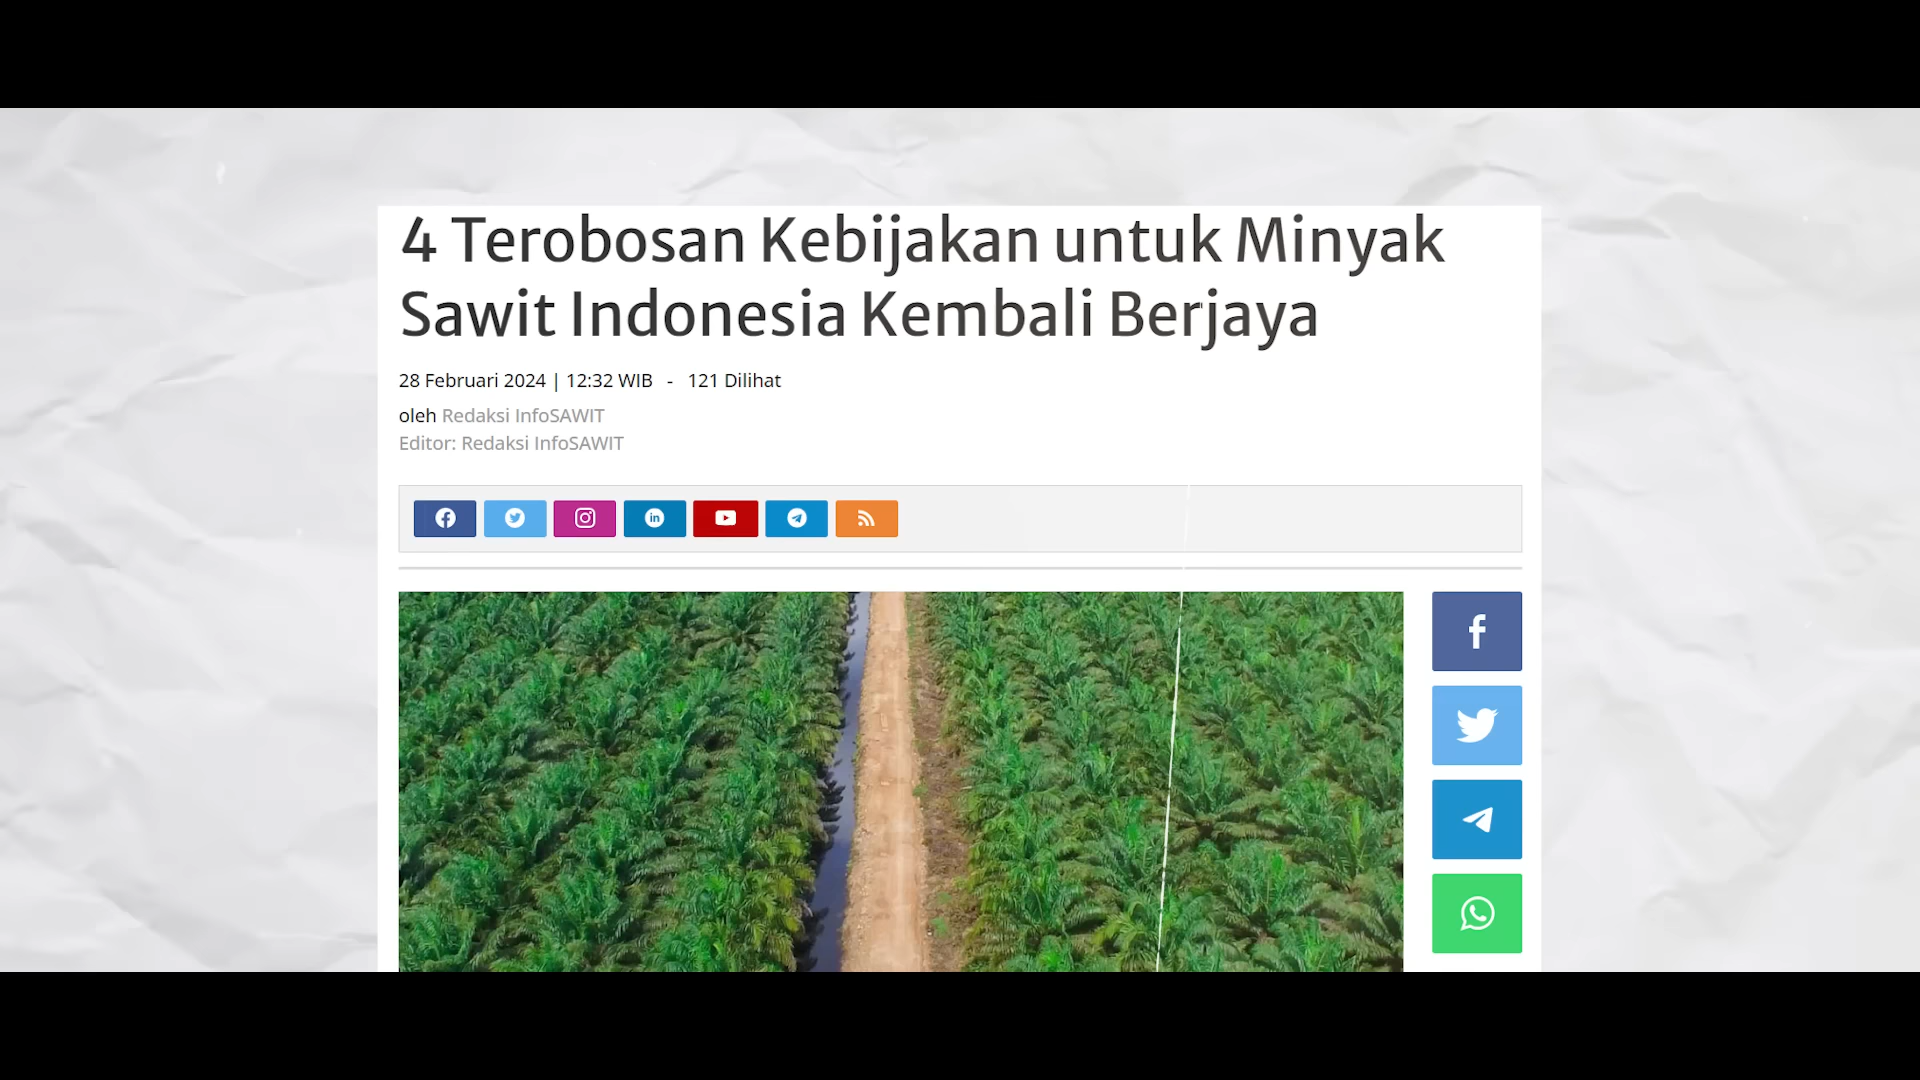 4 Terobosan Kebijakan untuk Minyak
Sawit Indonesia Kembali Berjaya
28 Februari 2024 | 12:32 WIB - 121 Dilihat
oleh Redaksi InfoSAWIT
Editor: Redaksi InfoSAWIT